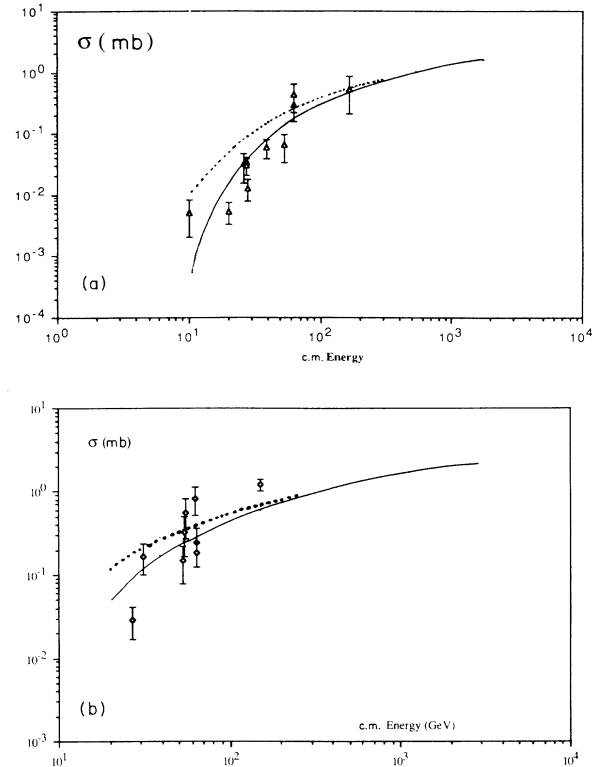 10^1
σ(mb)
10^0
10^-1
10^-2
10^-3
(a)
10^-4
10^0 10^1 10^2 10^3 10^4
c.m. Energy
10^1
σ (mb)
10^0
10^-1
10^-2
(b)
c.m. Energy (GeV)
10^-3
10^1 10^2 10^3 10^4